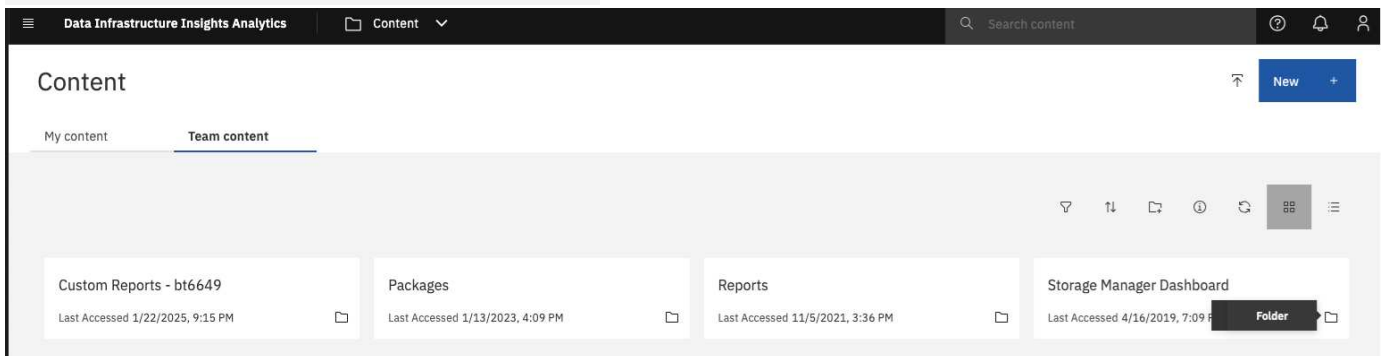 Data Infrastructure Insights Analytics Content Search content
Content New +
My content Team content
Custom Reports - bt6649 Packages Reports Storage Manager Dashboard
Last Accessed 1/22/2025, 9:15 PM Last Accessed 1/13/2023, 4:09 PM Last Accessed 11/5/2021, 3:36 PM Last Accessed 4/16/2019, 7:09 Folder